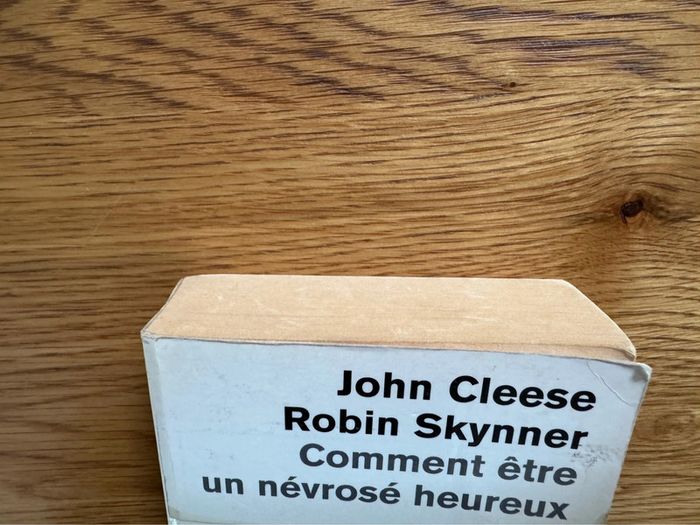 John Cleese
Robin Skynner
Comment être
un névrosé heureux